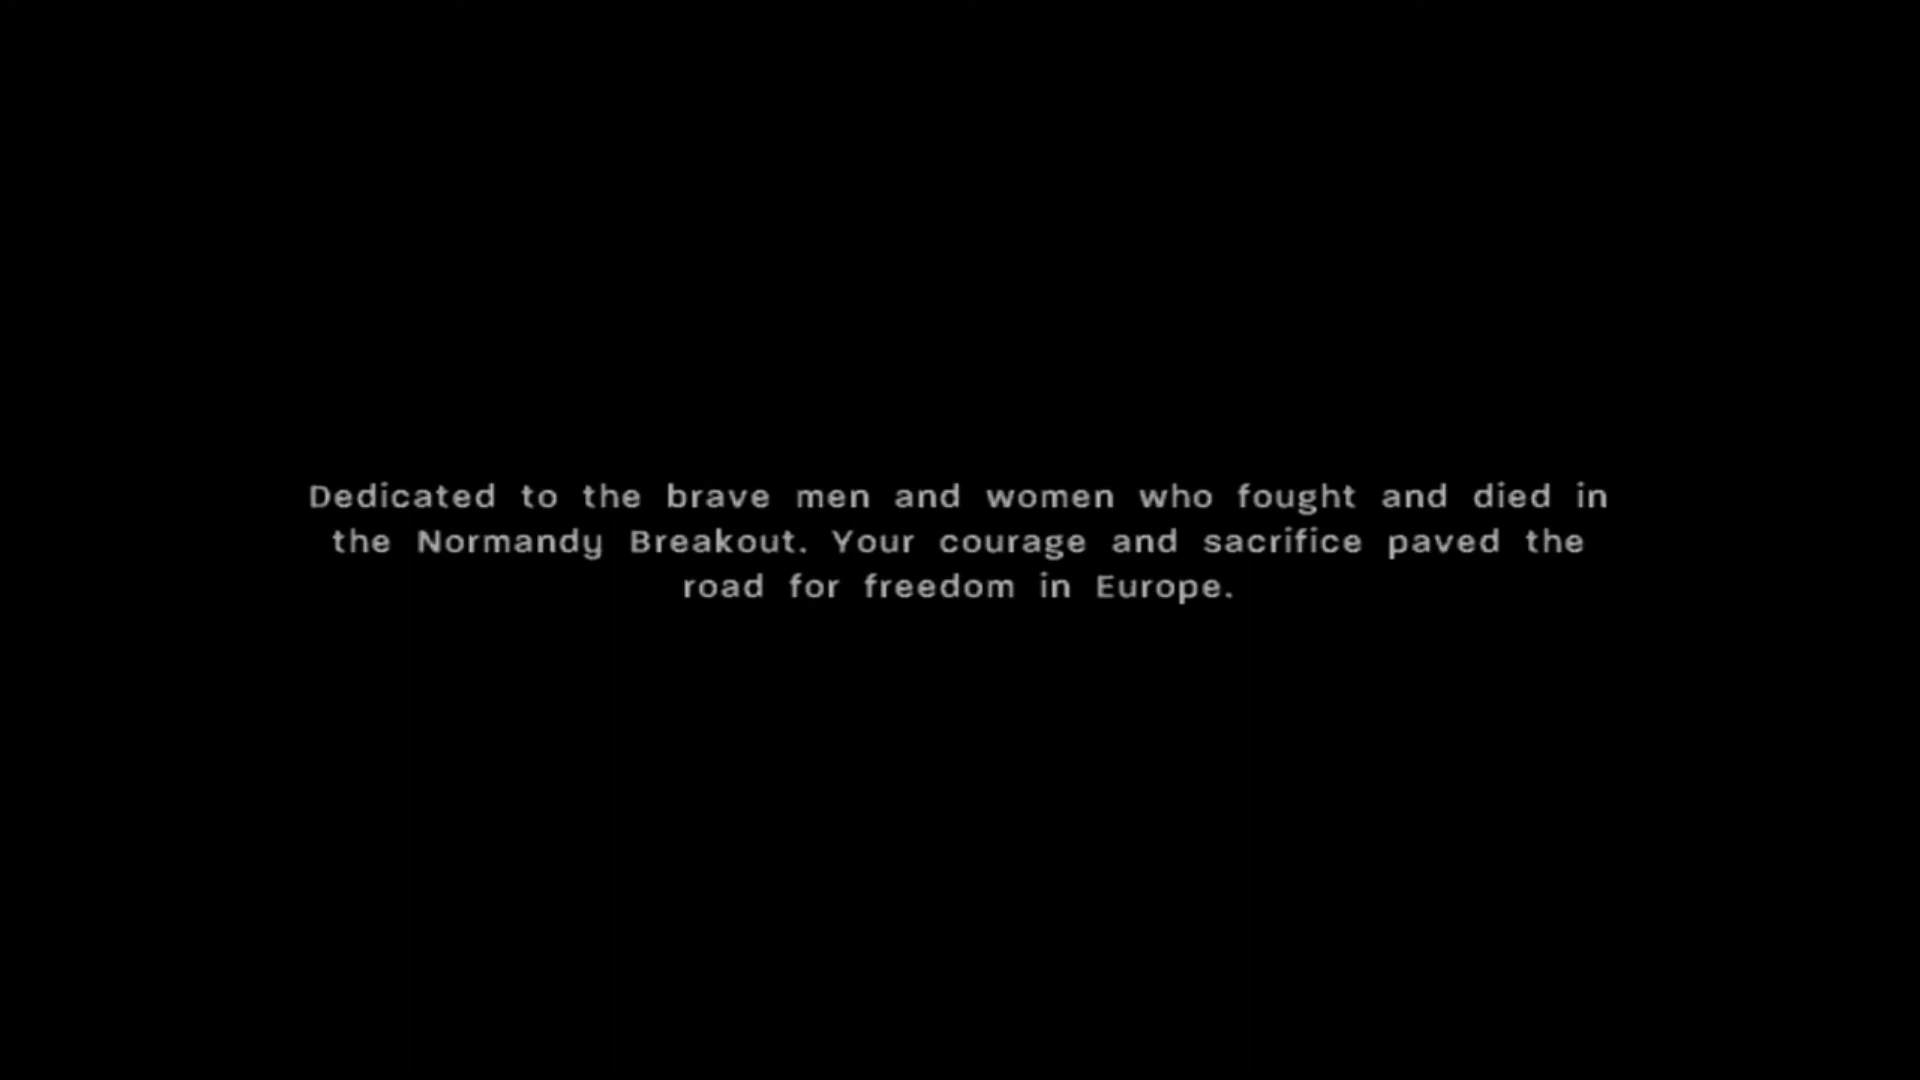 Dedicated to the brave men and women who fought and died in
the Normandy Breakout. Your courage and sacrifice paved the
road for freedom in Europe.